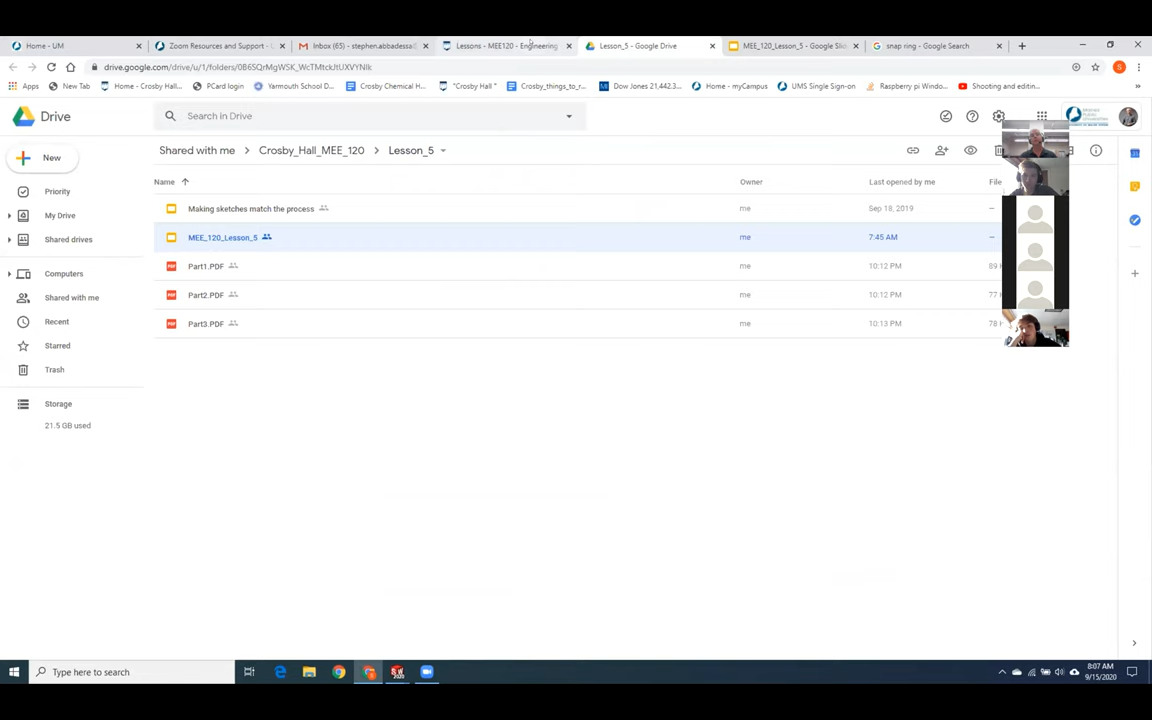 Home - UM
Zoom Resources and Support - U
Inbox (65) - stephen.abbadessa@
Lessons - MEE120 - Engineering
Lesson_5 - Google Drive
MEE_120_Lesson_5 - Google Slid
snap ring - Google Search
drive.google.com/drive/u/1/folders/0B6SQrMgWSK_WcTMtckJtUXVYNlk
Apps
New Tab
Home - Crosby Hall...
PCard login
Yarmouth School D...
Crosby Chemical H...
"Crosby Hall "
Crosby_things_to_r...
Dow Jones 21,442.3...
Home - myCampus
UMS Single Sign-on
Raspberry pi Windo...
Shooting and editin...
Drive
Search in Drive
New
Shared with me
Crosby_Hall_MEE_120
Lesson_5
Name
Owner
Last opened by me
File
Priority
My Drive
Shared drives
Computers
Shared with me
Recent
Starred
Trash
Storage
21.5 GB used
Making sketches match the process me Sep 18, 2019 –
MEE_120_Lesson_5 me 7:45 AM –
Part1.PDF me 10:12 PM 89
Part2.PDF me 10:12 PM 77
Part3.PDF me 10:13 PM 78
Type here to search
8:07 AM
9/15/2020